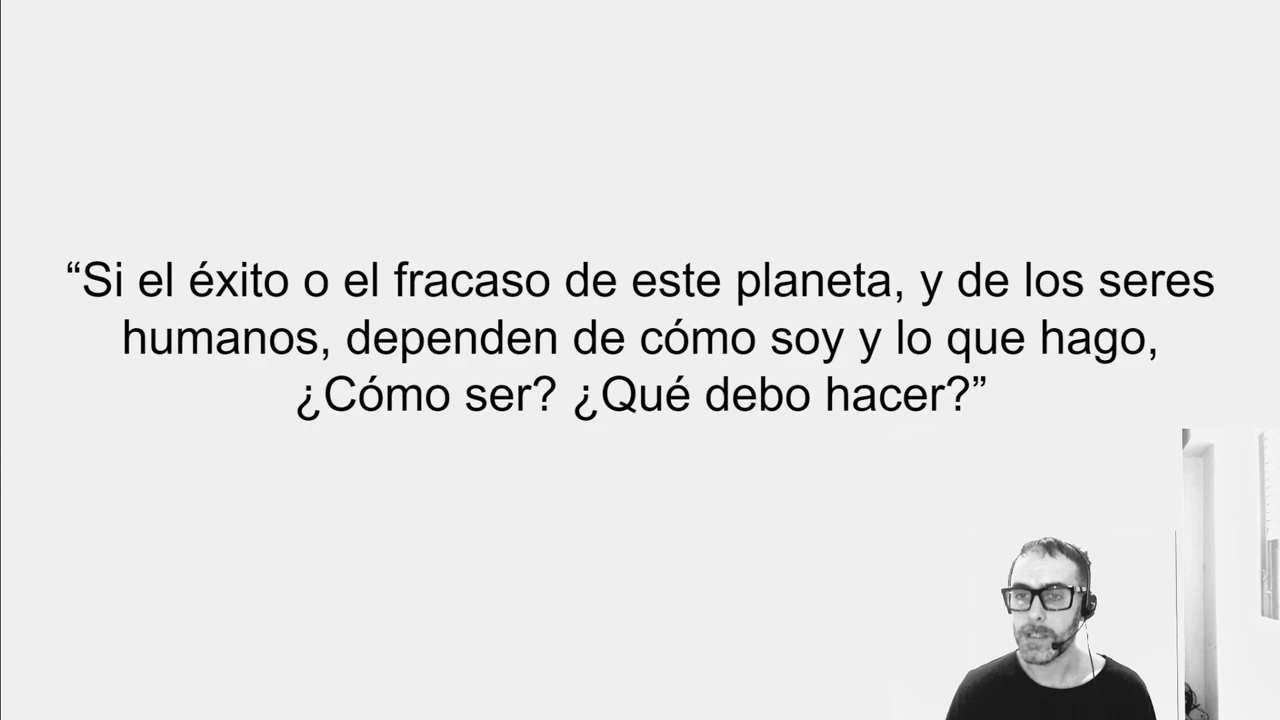 “Si el éxito o el fracaso de este planeta, y de los seres
humanos, dependen de cómo soy y lo que hago,
¿Cómo ser? ¿Qué debo hacer?”